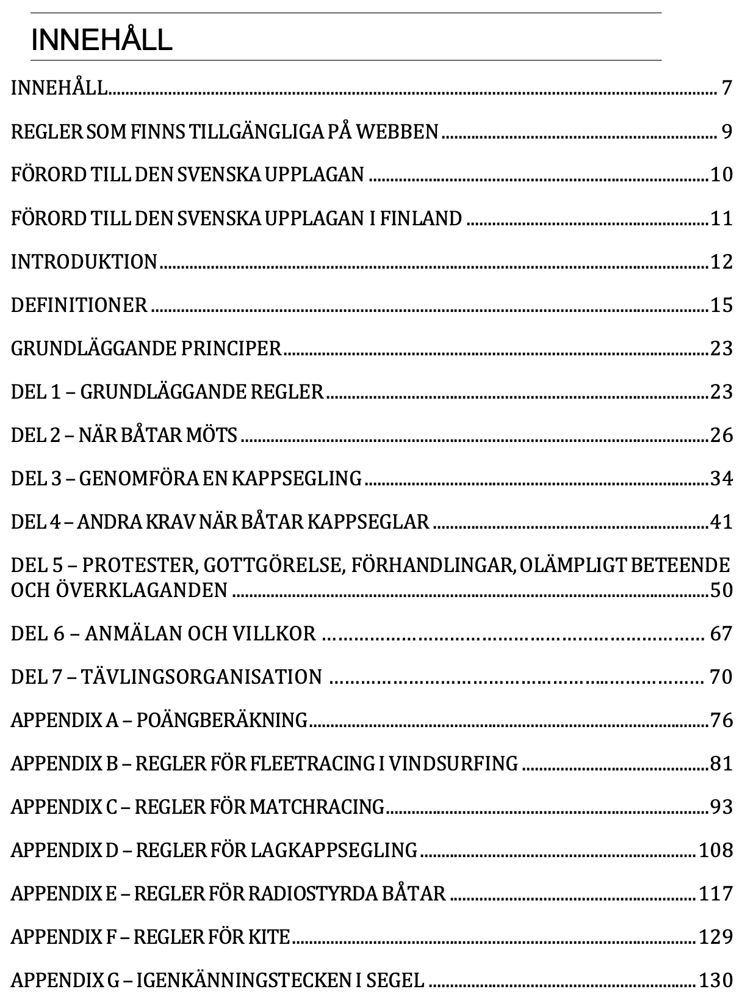 INNEHÅLL
INNEHÅLL.......................................................................................................................................... 7
REGLER SOM FINNS TILLGÄNGLIGA PÅ WEBBEN ................................................................ 9
FÖRORD TILL DEN SVENSKA UPPLAGAN ...............................................................................10
FÖRORD TILL DEN SVENSKA UPPLAGAN I FINLAND .........................................................11
INTRODUKTION................................................................................................................................12
DEFINITIONER ..................................................................................................................................15
GRUNDLÄGGANDE PRINCIPER...................................................................................................23
DEL 1 – GRUNDLÄGGANDE REGLER.........................................................................................23
DEL 2 – NÄR BÅTAR MÖTS .............................................................................................................26
DEL 3 – GENOMFÖRA EN KAPPSEGLING................................................................................34
DEL 4 – ANDRA KRAV NÄR BÅTAR KAPPSEGLAR ................................................................41
DEL 5 – PROTESTER, GOTTGÖRELSE, FÖRHANDLINGAR, OLÄMPLIGT BETEENDE
OCH ÖVERKLAGANDEN ...............................................................................................................50
DEL 6 – ANMÄLAN OCH VILLKOR ……………………………………………………………… 67
DEL 7 – TÄVLINGSORGANISATION ……………………………………………..……………… 70
APPENDIX A – POÄNGBERÄKNING.............................................................................................76
APPENDIX B – REGLER FÖR FLEETRACING I VINDSURFING ............................................81
APPENDIX C – REGLER FÖR MATCHRACING...........................................................................93
APPENDIX D – REGLER FÖR LAGKAPPSEGLING................................................................ 108
APPENDIX E – REGLER FÖR RADIOSTYRDA BÅTAR ......................................................... 117
APPENDIX F – REGLER FÖR KITE.............................................................................................. 129
APPENDIX G – IGENKÄNNINGSTECKEN I SEGEL .............................................................. 130